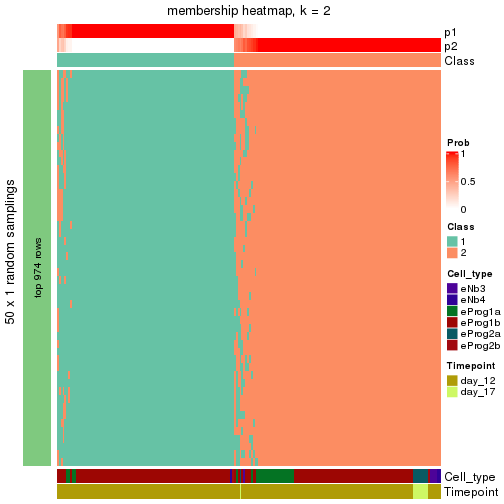 membership heatmap, k = 2
p1
p2
Class
50 x 1 random samplings
top 974 rows
Prob
1
0.5
0
Class
1
2
Cell_type
eNb3
eNb4
eProg1a
eProg1b
eProg2a
eProg2b
Timepoint
day_12
day_17
Cell_type
Timepoint